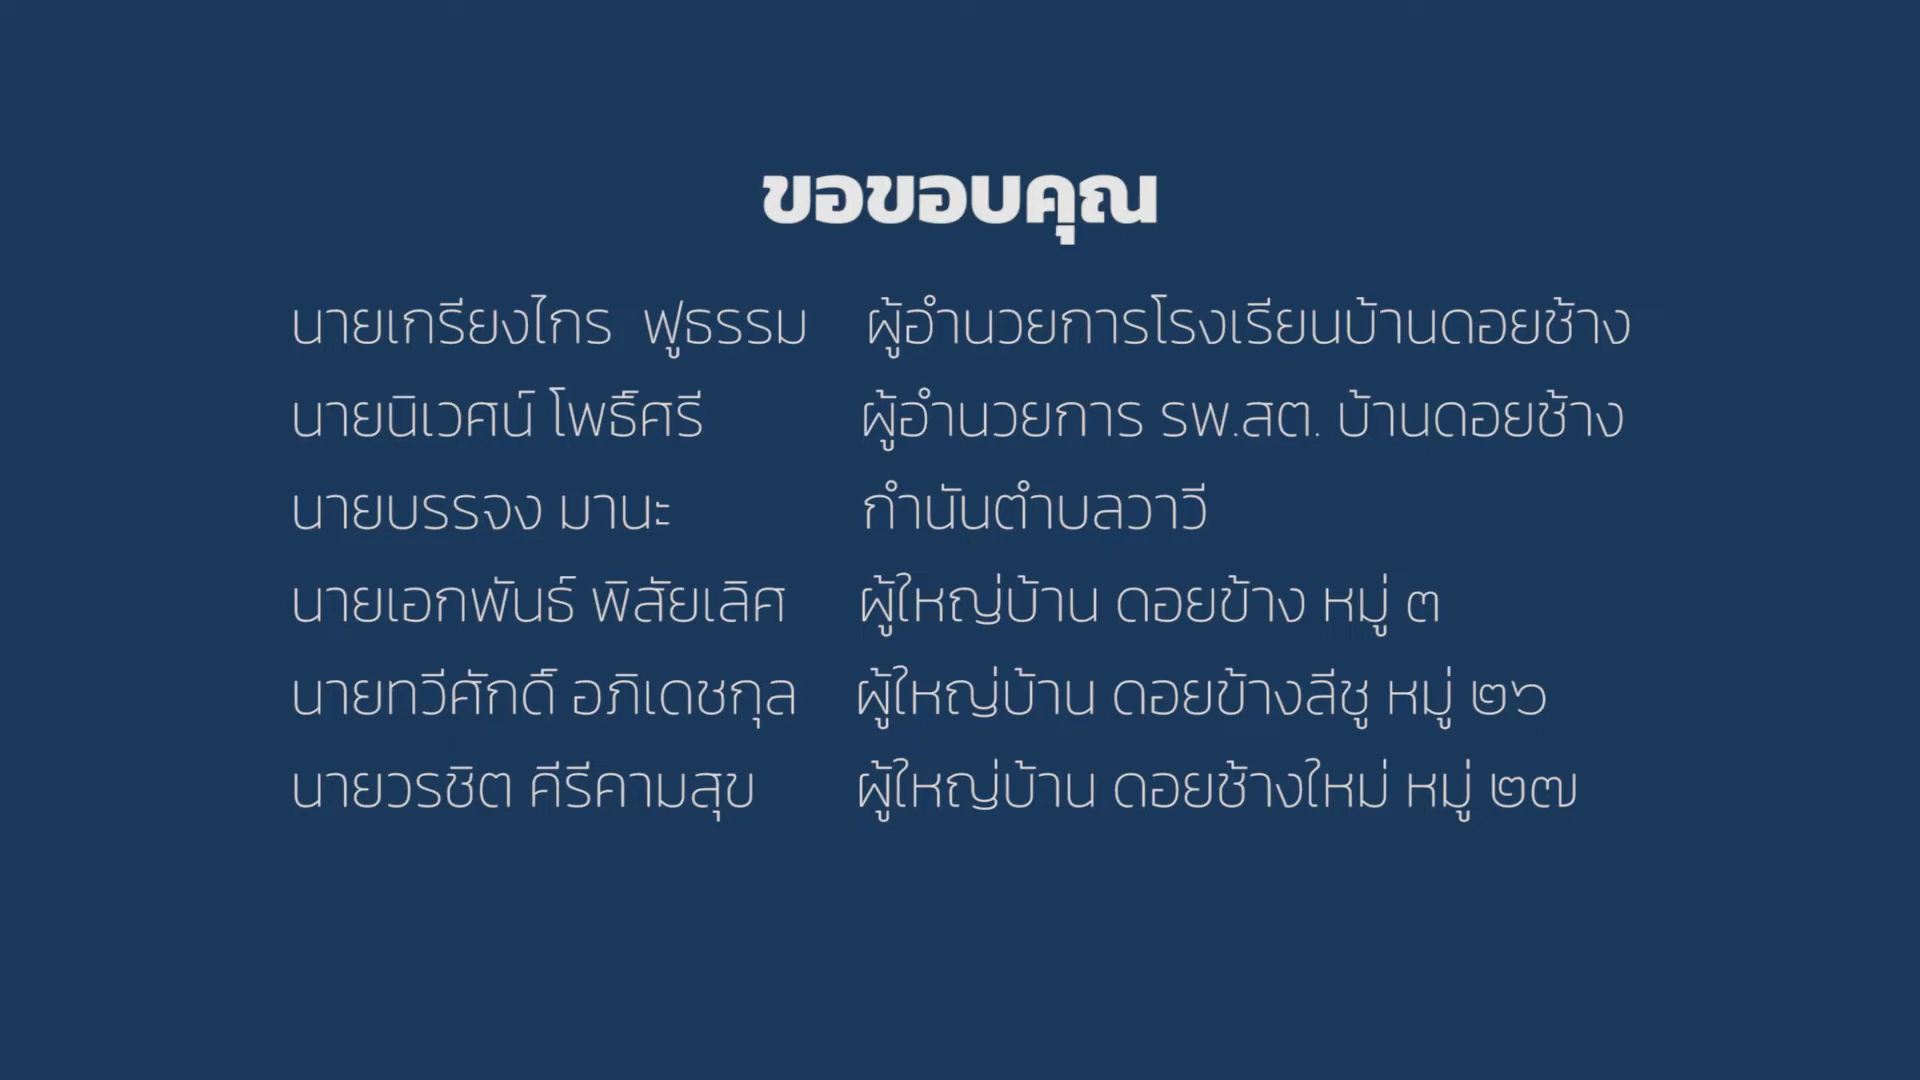 ขอขอบคุณ
นายเกรียงไกร ฟูธรรม ผู้อำนวยการโรงเรียนบ้านดอยช้าง
นายนิเวศน์ โพธิ์ศรี ผู้อำนวยการ รพ.สต. บ้านดอยช้าง
นายบรรจง มานะ กำนันตำบลวาวี
นายเอกพันธ์ พิสัยเลิศ ผู้ใหญ่บ้าน ดอยข้าง หมู่ ๓
นายทวีศักดิ์ อภิเดชกุล ผู้ใหญ่บ้าน ดอยข้างลีชู หมู่ ๒๖
นายวรชิต คีรีคามสุข ผู้ใหญ่บ้าน ดอยช้างใหม่ หมู่ ๒๗